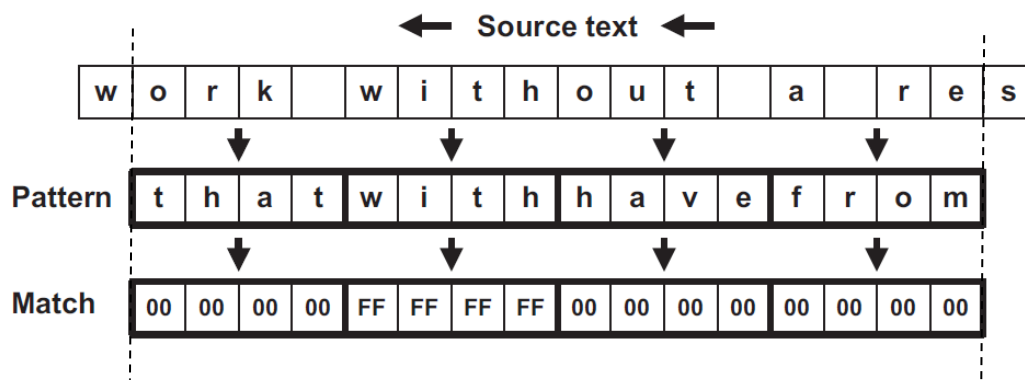 Source text
w o r k w i t h o u t a r e s
Pattern t h a t w i t h h a v e f r o m
Match 00 00 00 00 FF FF FF FF 00 00 00 00 00 00 00 00